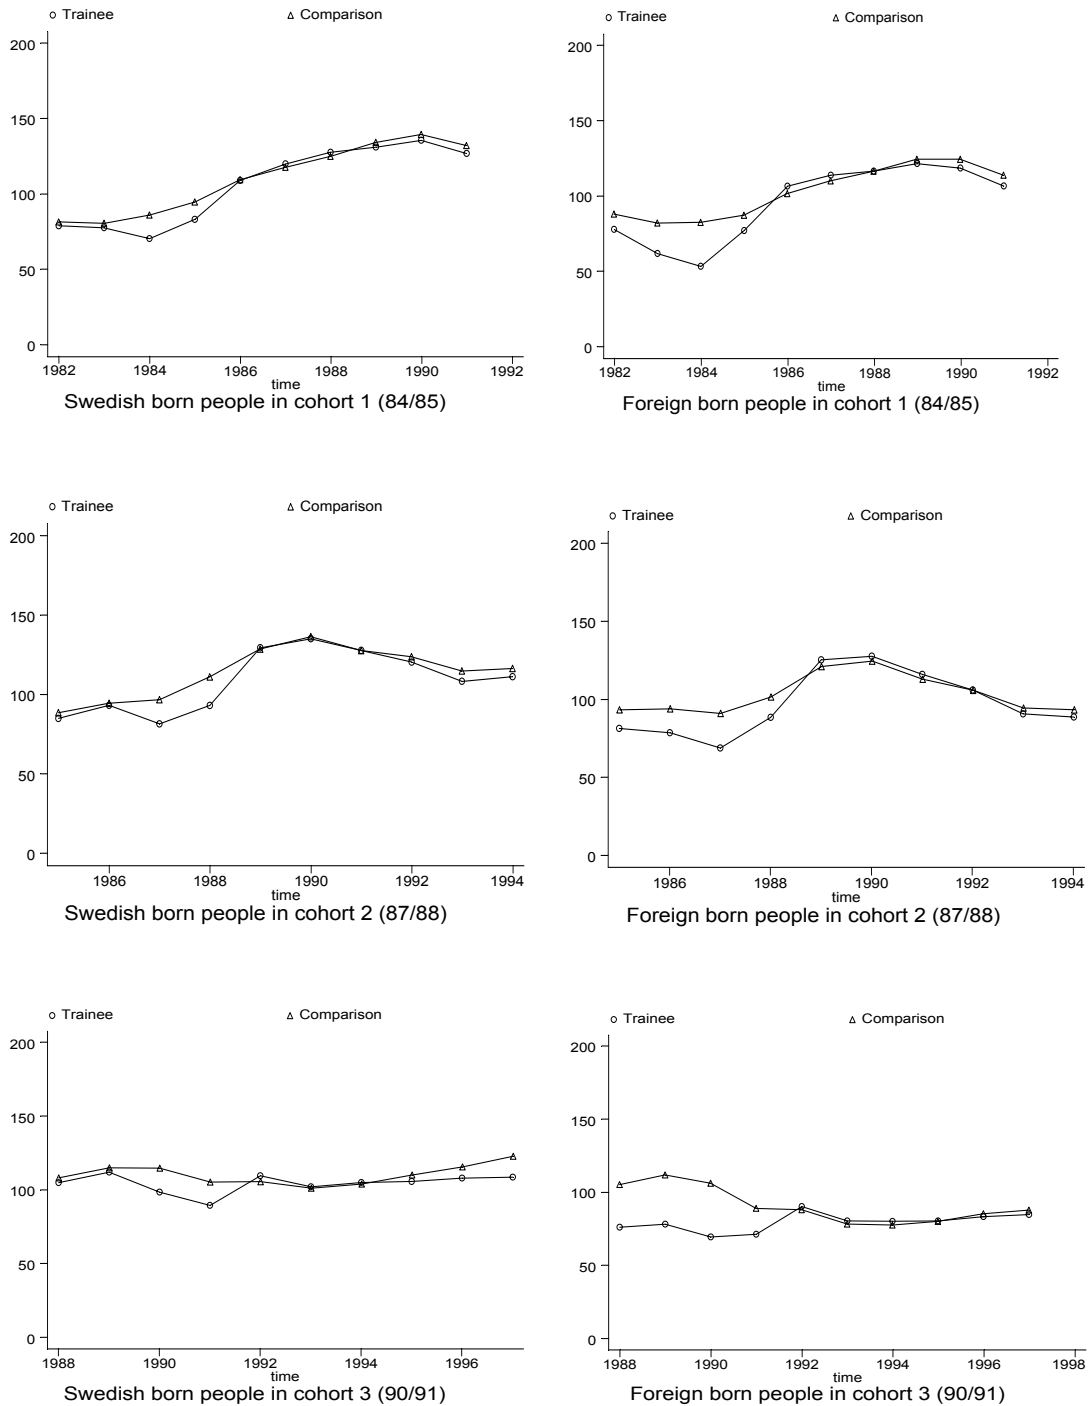 Trainee Comparison
200
150
100
50
0
1982 1984 1986 1988 1990 1992
time
Swedish born people in cohort 1 (84/85)
Trainee Comparison
200
150
100
50
0
1982 1984 1986 1988 1990 1992
time
Foreign born people in cohort 1 (84/85)
Trainee Comparison
200
150
100
50
0
1986 1988 1990 1992 1994
time
Swedish born people in cohort 2 (87/88)
Trainee Comparison
200
150
100
50
0
1986 1988 1990 1992 1994
time
Foreign born people in cohort 2 (87/88)
Trainee Comparison
200
150
100
50
0
1988 1990 1992 1994 1996
time
Swedish born people in cohort 3 (90/91)
Trainee Comparison
200
150
100
50
0
1988 1990 1992 1994 1996 1998
time
Foreign born people in cohort 3 (90/91)